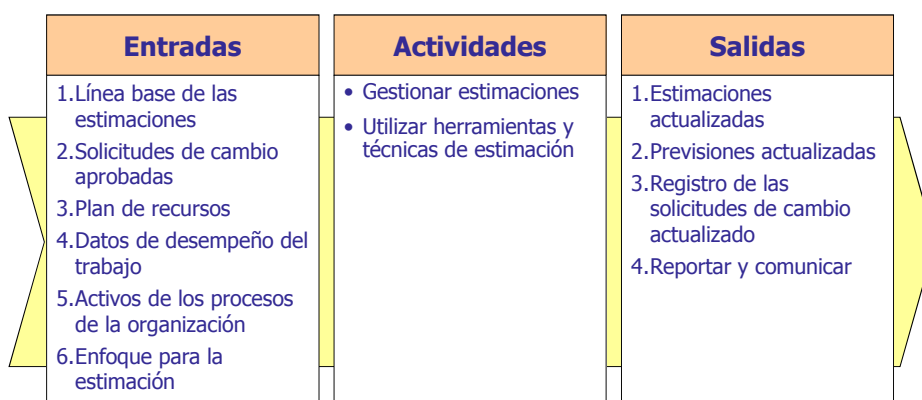 Entradas
1.Línea base de las
estimaciones
2.Solicitudes de cambio
aprobadas
3.Plan de recursos
4.Datos de desempeño del
trabajo
5.Activos de los procesos
de la organización
6.Enfoque para la
estimación
Actividades
• Gestionar estimaciones
• Utilizar herramientas y
técnicas de estimación
Salidas
1.Estimaciones
actualizadas
2.Previsiones actualizadas
3.Registro de las
solicitudes de cambio
actualizado
4.Reportar y comunicar